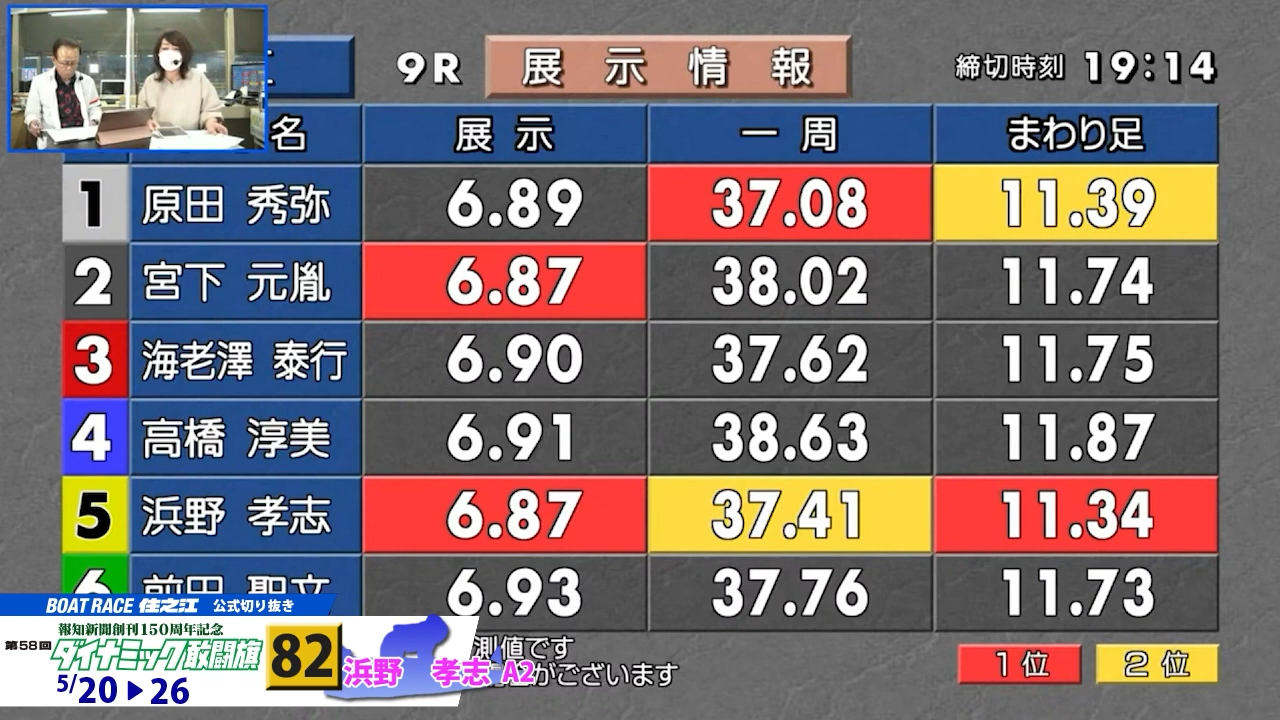 9R 展示情報 締切時刻 19:14
名 展示 一周 まわり足
1 原田 秀弥 6.89 37.08 11.39
2 宮下 元胤 6.87 38.02 11.74
3 海老澤 泰行 6.90 37.62 11.75
4 高橋 淳美 6.91 38.63 11.87
5 浜野 孝志 6.87 37.41 11.34
6 前田 聖文 6.93 37.76 11.73
測値です
がございます
1位 2位
BOAT RACE 住之江 公式切り抜き
報知新聞創刊150周年記念
第58回 ダイナミック敢闘旗
5/20▶26
82 浜野 孝志 A2